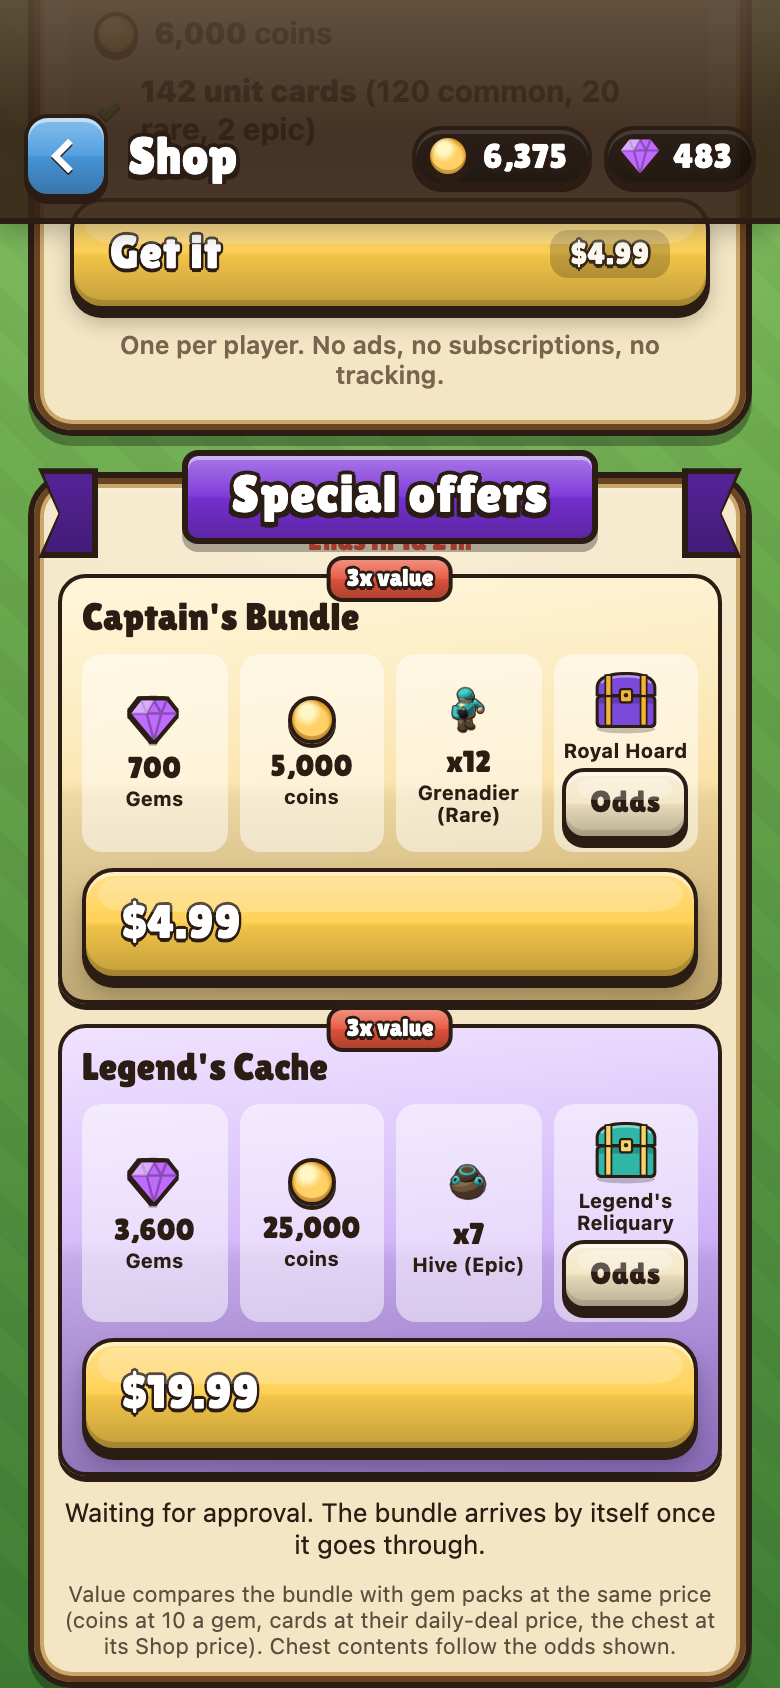 6,000 coins
142 unit cards (120 common, 20
rare, 2 epic)
Shop
6,375
483
Get it
$4.99
One per player. No ads, no subscriptions, no
tracking.
Special offers
3x value
Captain's Bundle
700
Gems
5,000
coins
x12
Grenadier
(Rare)
Royal Hoard
Odds
$4.99
3x value
Legend's Cache
3,600
Gems
25,000
coins
x7
Hive (Epic)
Legend's
Reliquary
Odds
$19.99
Waiting for approval. The bundle arrives by itself once
it goes through.
Value compares the bundle with gem packs at the same price
(coins at 10 a gem, cards at their daily-deal price, the chest at
its Shop price). Chest contents follow the odds shown.